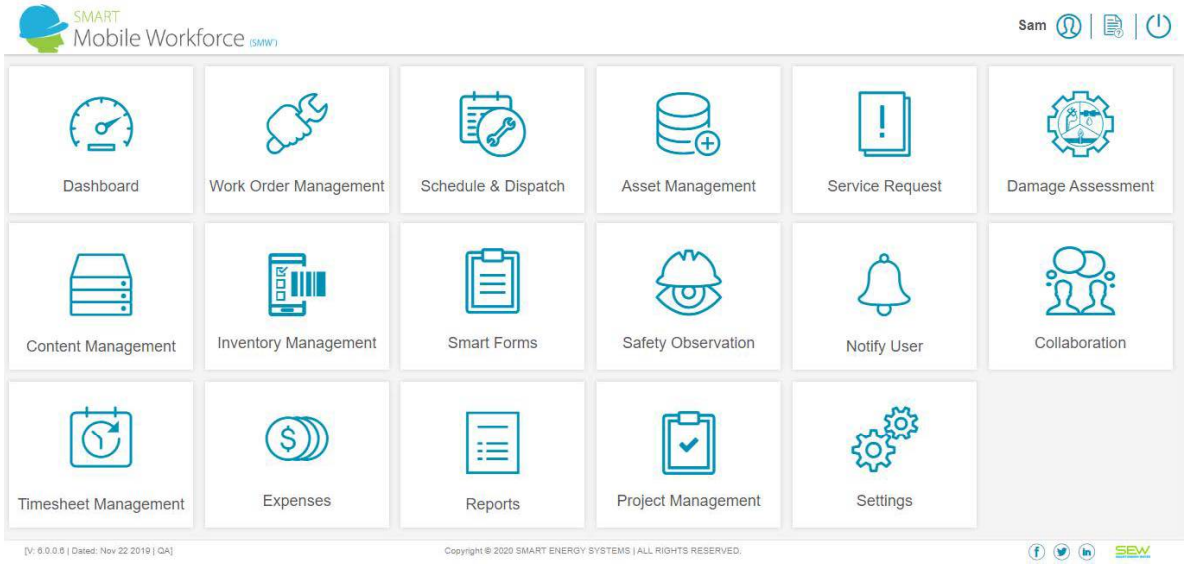 SMART
Mobile Workforce (SMW®)
Sam
Dashboard
Work Order Management
Schedule & Dispatch
Asset Management
Service Request
Damage Assessment
Content Management
Inventory Management
Smart Forms
Safety Observation
Notify User
Collaboration
Timesheet Management
Expenses
Reports
Project Management
Settings
[V: 6.0.0.6 | Dated: Nov 22 2019 | QA]
Copyright © 2020 SMART ENERGY SYSTEMS | ALL RIGHTS RESERVED.
SEW